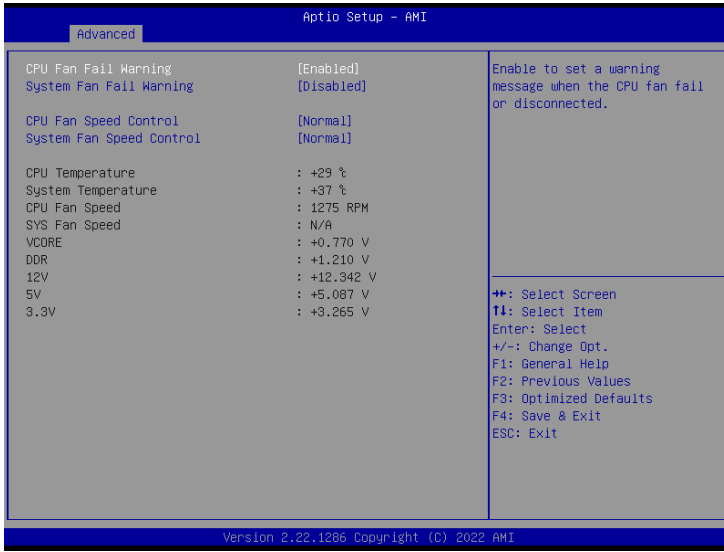 Aptio Setup - AMI
Advanced
CPU Fan Fail Warning [Enabled]
System Fan Fail Warning [Disabled]
CPU Fan Speed Control [Normal]
System Fan Speed Control [Normal]
CPU Temperature : +29 ℃
System Temperature : +37 ℃
CPU Fan Speed : 1275 RPM
SYS Fan Speed : N/A
VCORE : +0.770 V
DDR : +1.210 V
12V : +12.342 V
5V : +5.087 V
3.3V : +3.265 V
Enable to set a warning
message when the CPU fan fail
or disconnected.
→←: Select Screen
↑↓: Select Item
Enter: Select
+/-: Change Opt.
F1: General Help
F2: Previous Values
F3: Optimized Defaults
F4: Save & Exit
ESC: Exit
Version 2.22.1286 Copyright (C) 2022 AMI